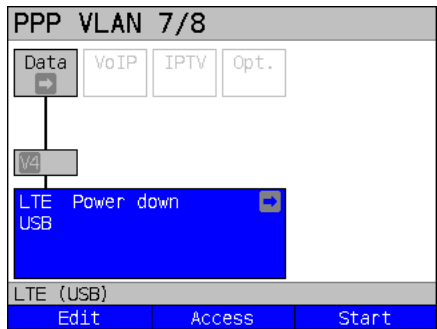 PPP VLAN 7/8
Data VoIP IPTV Opt.
V4
LTE Power down
USB
LTE (USB)
Edit Access Start